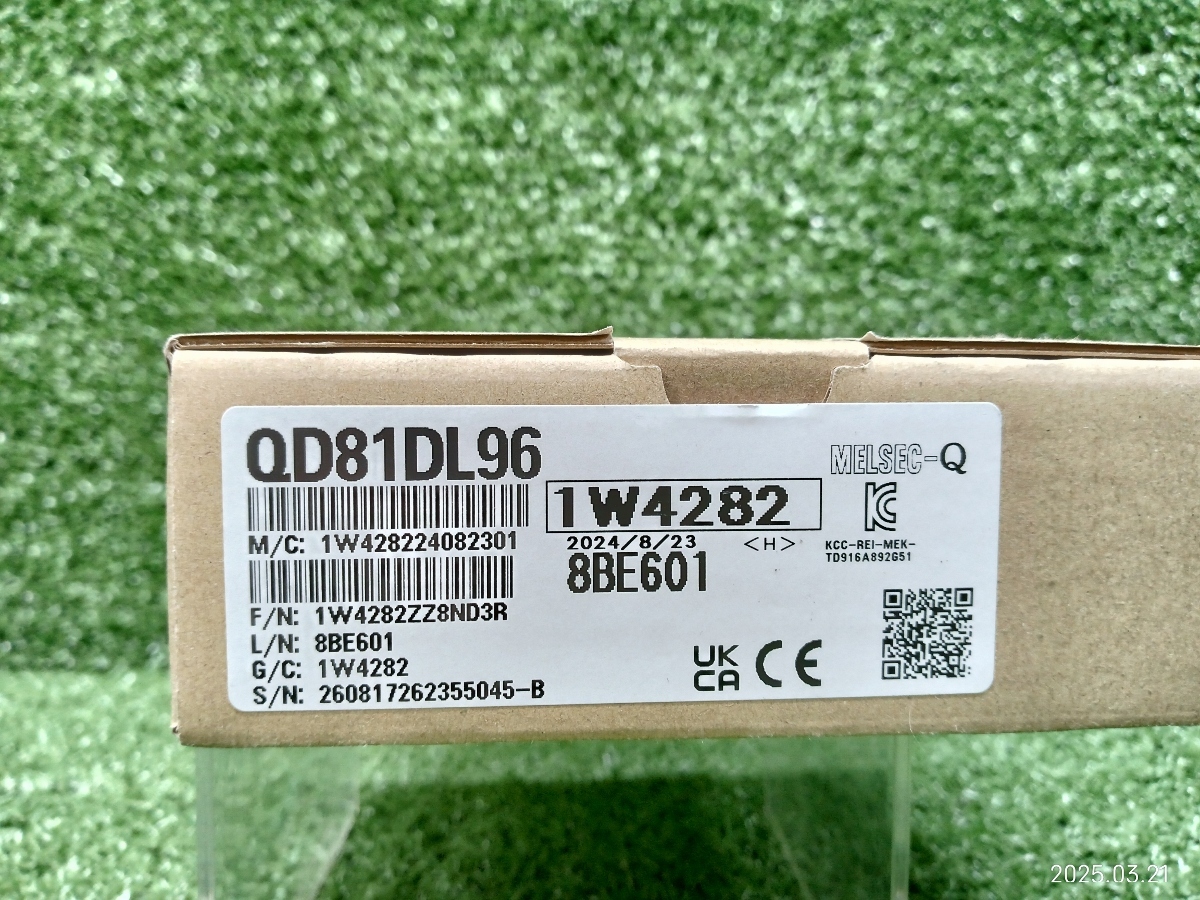 QD81DL96
M/C: 1W428224082301
F/N: 1W4282ZZ8ND3R
L/N: 8BE601
G/C: 1W4282
S/N: 260817262355045-B
1W4282
2024/8/23 <H>
8BE601
MELSEC-Q
KCC-REI-MEK-
TD916A892G51
UK
CA CE
2025.03.21